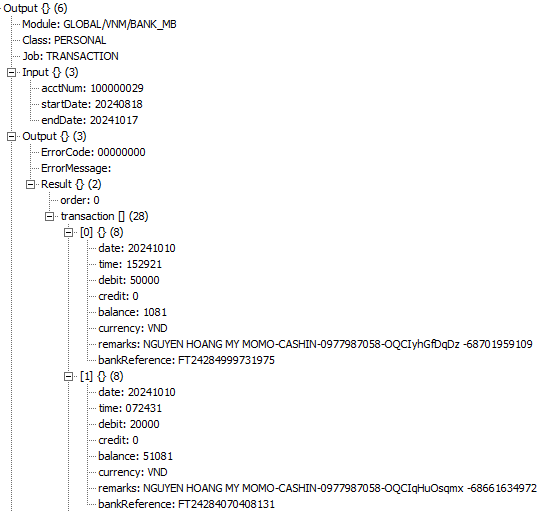 Output {} (6)
Module: GLOBAL/VNM/BANK_MB
Class: PERSONAL
Job: TRANSACTION
Input {} (3)
acctNum: 100000029
startDate: 20240818
endDate: 20241017
Output {} (3)
ErrorCode: 00000000
ErrorMessage:
Result {} (2)
order: 0
transaction [] (28)
[0] {} (8)
date: 20241010
time: 152921
debit: 50000
credit: 0
balance: 1081
currency: VND
remarks: NGUYEN HOANG MY MOMO-CASHIN-0977987058-OQCIyhGfDqDz -68701959109
bankReference: FT24284999731975
[1] {} (8)
date: 20241010
time: 072431
debit: 20000
credit: 0
balance: 51081
currency: VND
remarks: NGUYEN HOANG MY MOMO-CASHIN-0977987058-OQCIqHuOsqmx -68661634972
bankReference: FT24284070408131